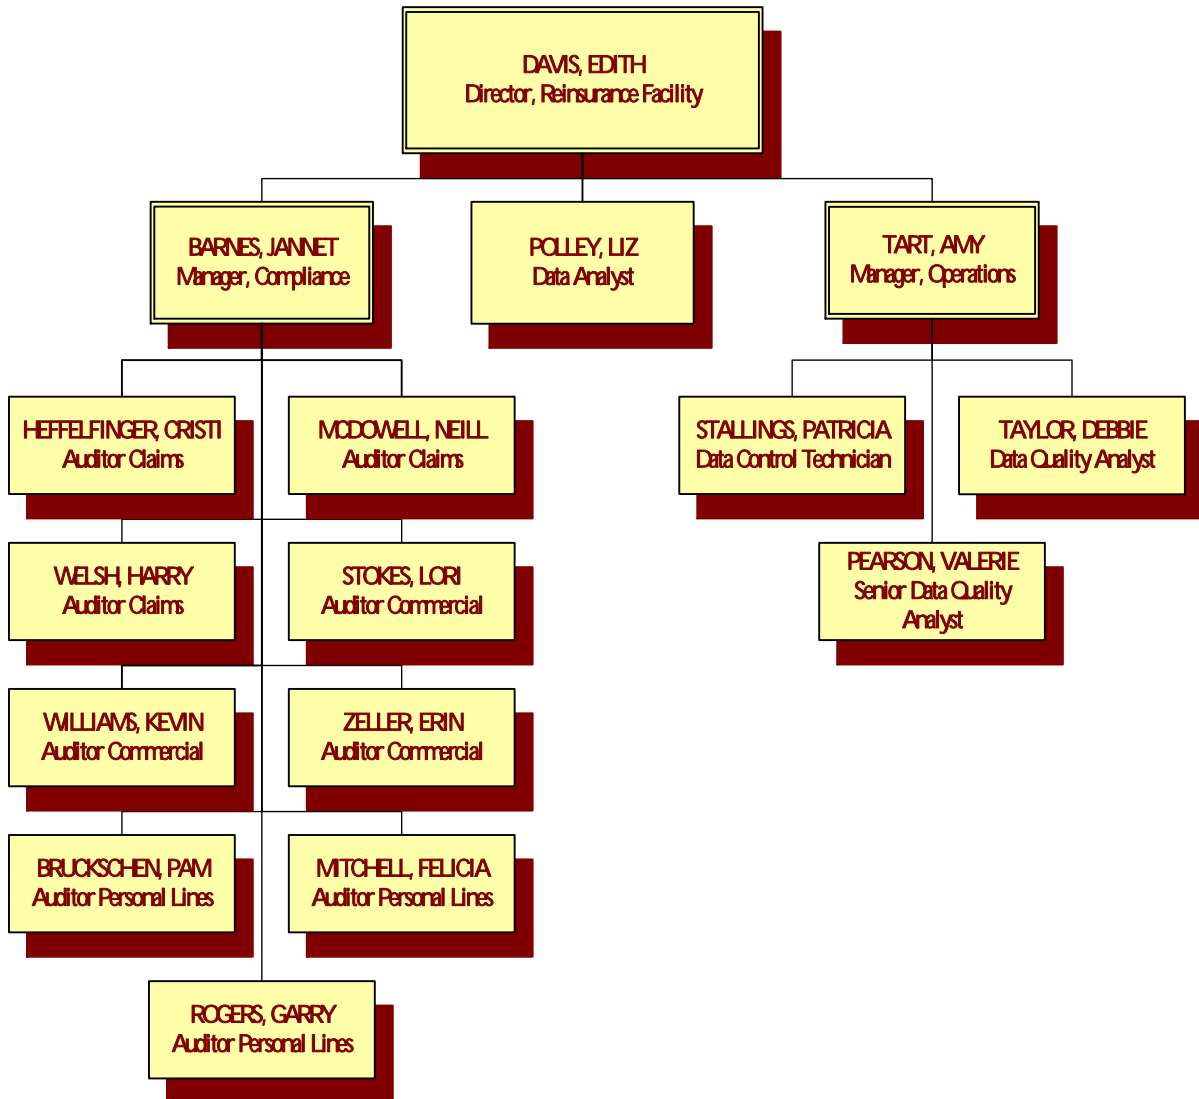 DAVIS, EDITH
Director, Reinsurance Facility
BARNES, JANNET
Manager, Compliance
POLLEY, LIZ
Data Analyst
TART, AMY
Manager, Operations
HEFFELFINGER, CRISTI
Auditor Claims
MCDOWELL, NEILL
Auditor Claims
STALLINGS, PATRICIA
Data Control Technician
TAYLOR, DEBBIE
Data Quality Analyst
WELSH, HARRY
Auditor Claims
STOKES, LORI
Auditor Commercial
PEARSON, VALERIE
Senior Data Quality
Analyst
WILLIAMS, KEVIN
Auditor Commercial
ZELLER, ERIN
Auditor Commercial
BRUCKSCHEN, PAM
Auditor Personal Lines
MITCHELL, FELICIA
Auditor Personal Lines
ROGERS, GARRY
Auditor Personal Lines